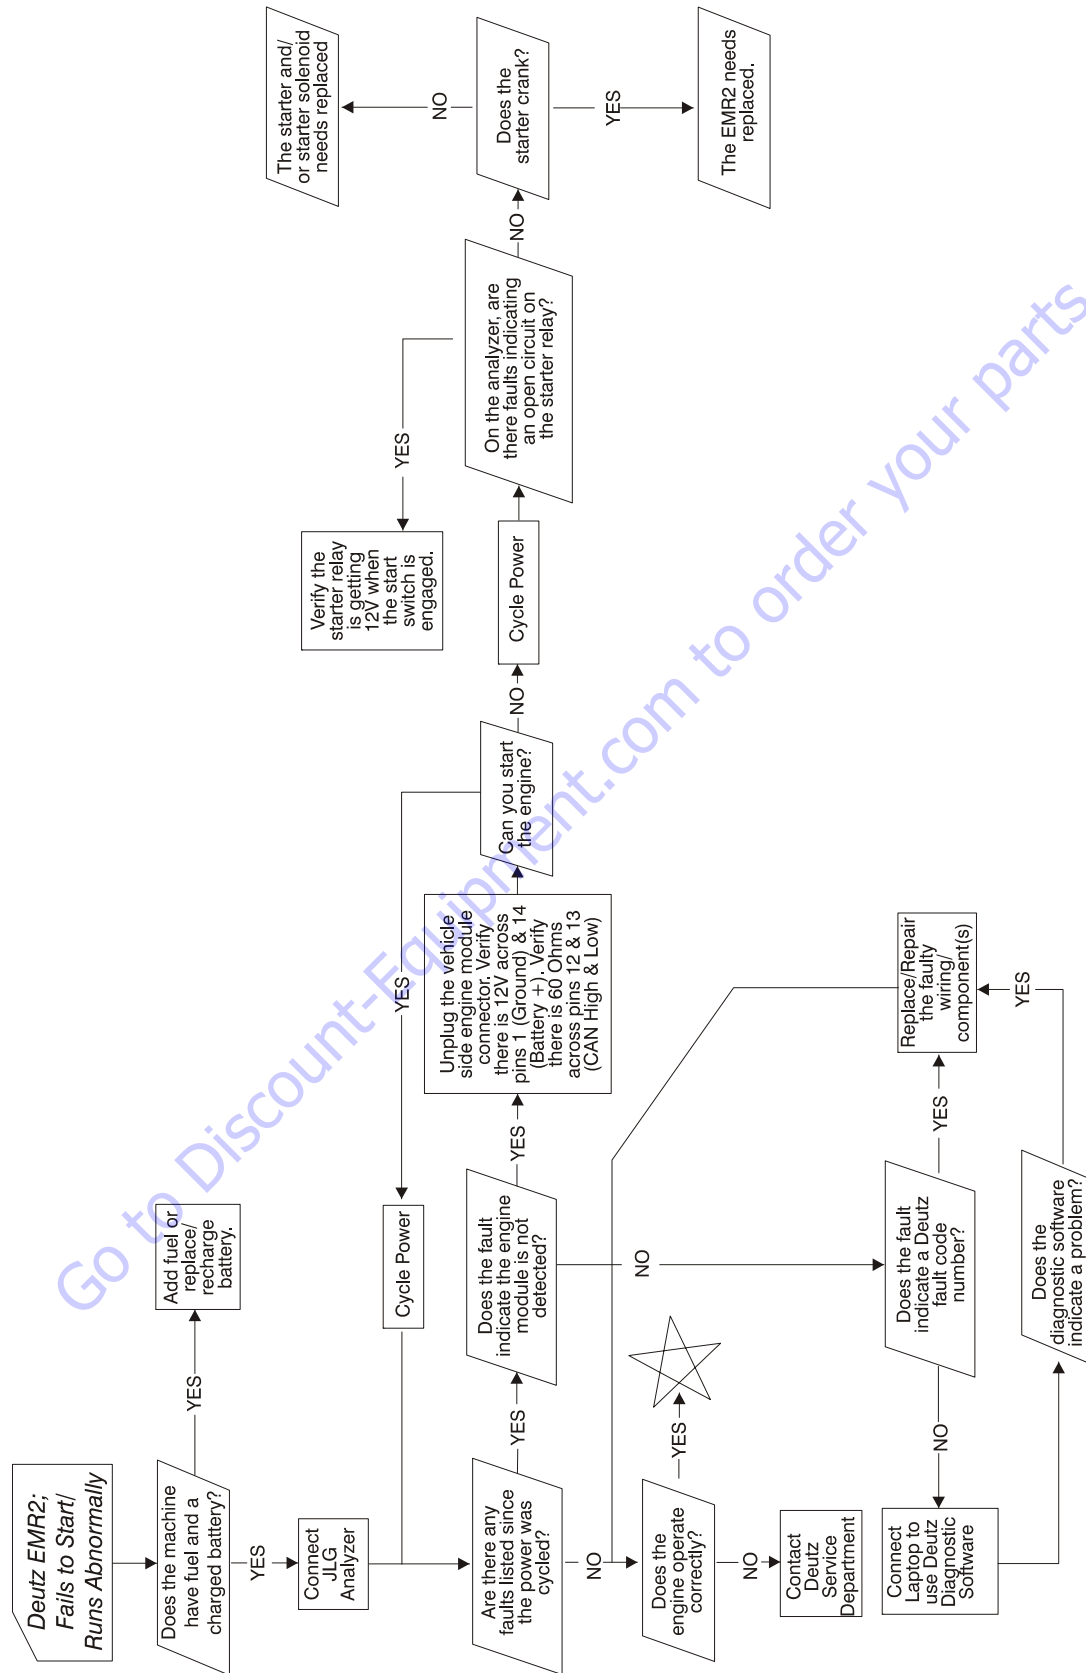 Deutz EMR2;
Fails to Start/
Runs Abnormally
Does the machine
have fuel and a
charged battery?
YES
Add fuel or
replace/
recharge
battery.
YES
Connect
JLG
Analyzer
Cycle Power
YES
Are there any
faults listed since
the power was
cycled?
YES
Does the fault
indicate the engine
module is not
detected?
YES
Unplug the vehicle
side engine module
connector. Verify
there is 12V across
pins 1 (Ground) & 14
(Battery +). Verify
there is 60 Ohms
across pins 12 & 13
(CAN High & Low)
Can you start
the engine?
NO
Cycle Power
On the analyzer, are
there faults indicating
an open circuit on
the starter relay?
YES
Verify the
starter relay
is getting
12V when
the start
switch is
engaged.
NO
Does the
starter crank?
NO
The starter and/
or starter solenoid
needs replaced
YES
The EMR2 needs
replaced.
NO
Does the
engine operate
correctly?
YES
NO
Contact
Deutz
Service
Department
NO
Does the fault
indicate a Deutz
fault code
number?
YES
Replace/Repair
the faulty
wiring/
component(s)
NO
Connect
Laptop to
use Deutz
Diagnostic
Software
Does the
diagnostic software
indicate a problem?
YES
Go to Discount-Equipment.com to order your parts